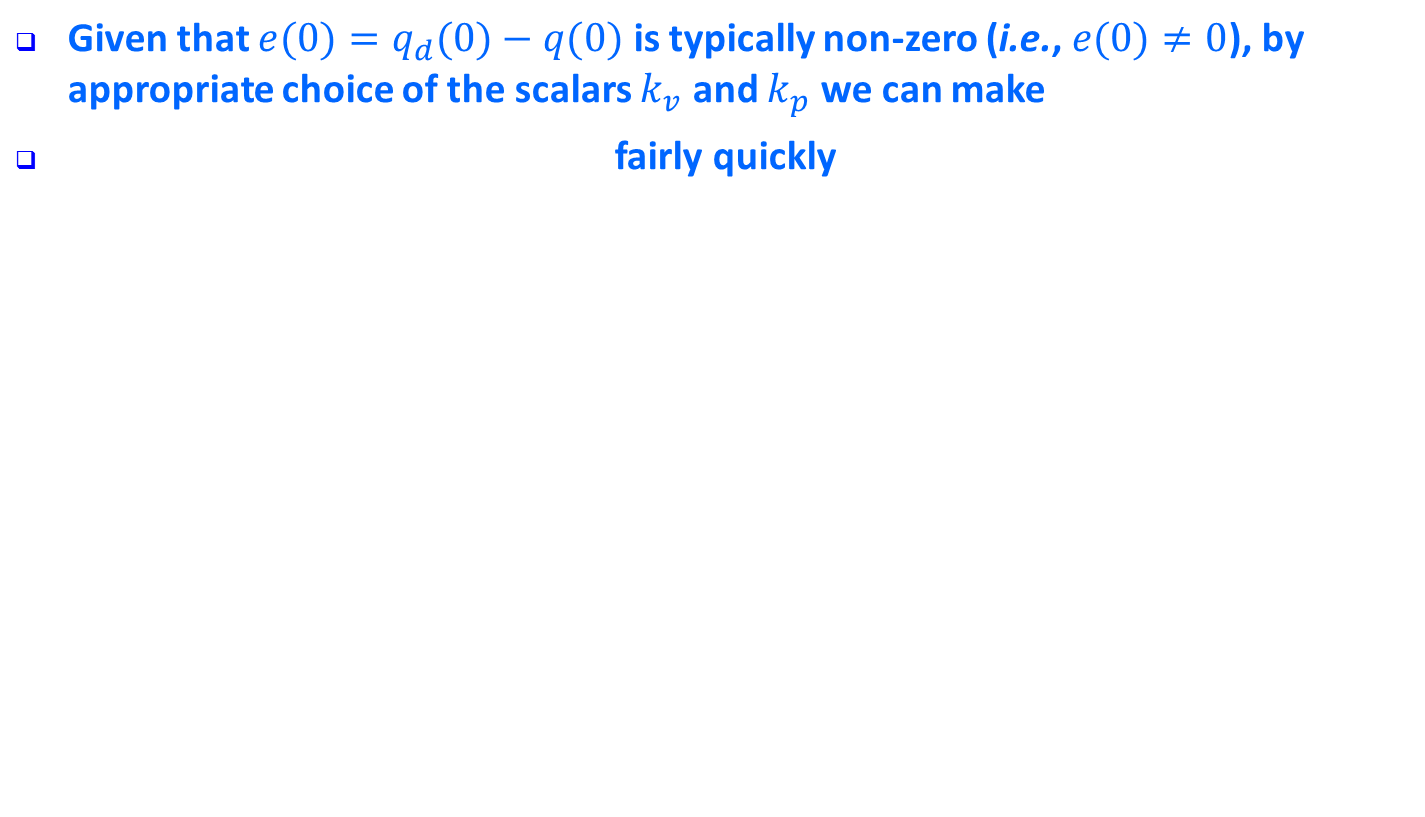 ❑ Given that e(0) = q_d(0) − q(0) is typically non-zero (i.e., e(0) ≠ 0), by
appropriate choice of the scalars k_v and k_p we can make
❑ fairly quickly